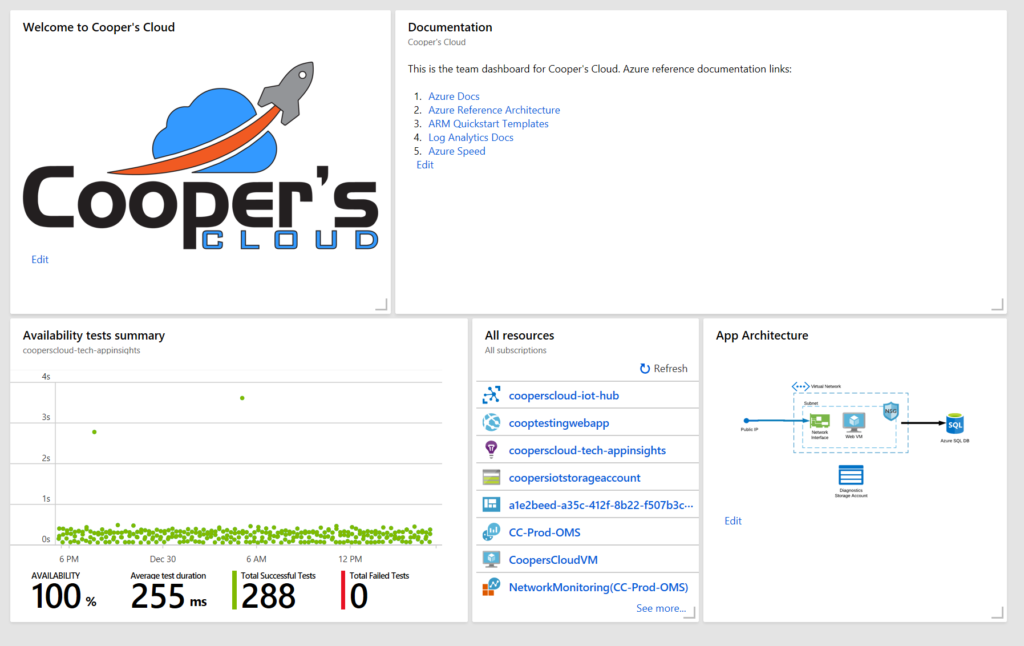 Welcome to Cooper's Cloud
Cooper's
CLOUD
Edit
Documentation
Cooper's Cloud
This is the team dashboard for Cooper's Cloud. Azure reference documentation links:
1. Azure Docs
2. Azure Reference Architecture
3. ARM Quickstart Templates
4. Log Analytics Docs
5. Azure Speed
Edit
Availability tests summary
cooperscloud-tech-appinsights
4s
3s
2s
1s
0s
6 PM Dec 30 6 AM 12 PM
AVAILABILITY
100 %
Average test duration
255 ms
Total Successful Tests
288
Total Failed Tests
0
All resources
All subscriptions
Refresh
cooperscloud-iot-hub
cooptestingwebapp
cooperscloud-tech-appinsights
coopersiotstorageaccount
a1e2beed-a35c-412f-8b22-f507b3c···
CC-Prod-OMS
CoopersCloudVM
NetworkMonitoring(CC-Prod-OMS)
See more...
App Architecture
Virtual Network
Subnet
NSG
Public IP
Network
Interface
Web VM
SQL
Azure SQL DB
Diagnostics
Storage Account
Edit